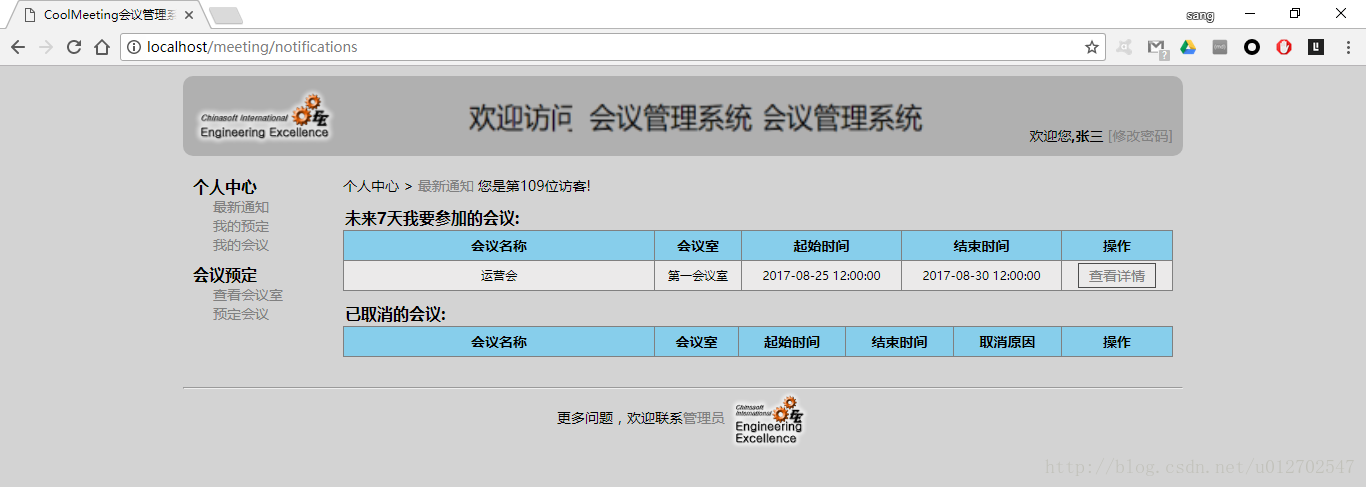 CoolMeeting会议管理系
sang
localhost/meeting/notifications
Chinasoft International
Engineering Excellence
欢迎访问 会议管理系统 会议管理系统
欢迎您,张三 [修改密码]
个人中心
最新通知
我的预定
我的会议
会议预定
查看会议室
预定会议
个人中心 > 最新通知 您是第109位访客!
未来7天我要参加的会议:
会议名称 会议室 起始时间 结束时间 操作
运营会 第一会议室 2017-08-25 12:00:00 2017-08-30 12:00:00 查看详情
已取消的会议:
会议名称 会议室 起始时间 结束时间 取消原因 操作
更多问题，欢迎联系管理员
Chinasoft
International
Engineering
Excellence
http://blog.csdn.net/u012702547